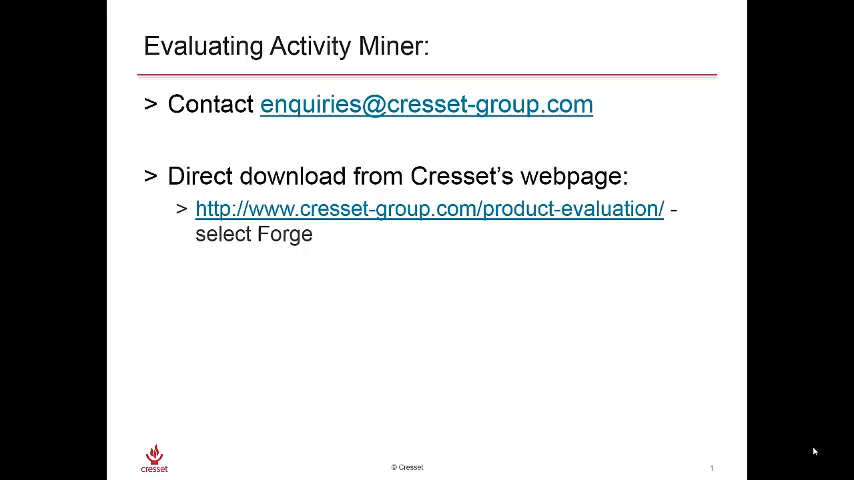 Evaluating Activity Miner:
> Contact enquiries@cresset-group.com
> Direct download from Cresset's webpage:
> http://www.cresset-group.com/product-evaluation/ -
select Forge
cresset
© Cresset
1